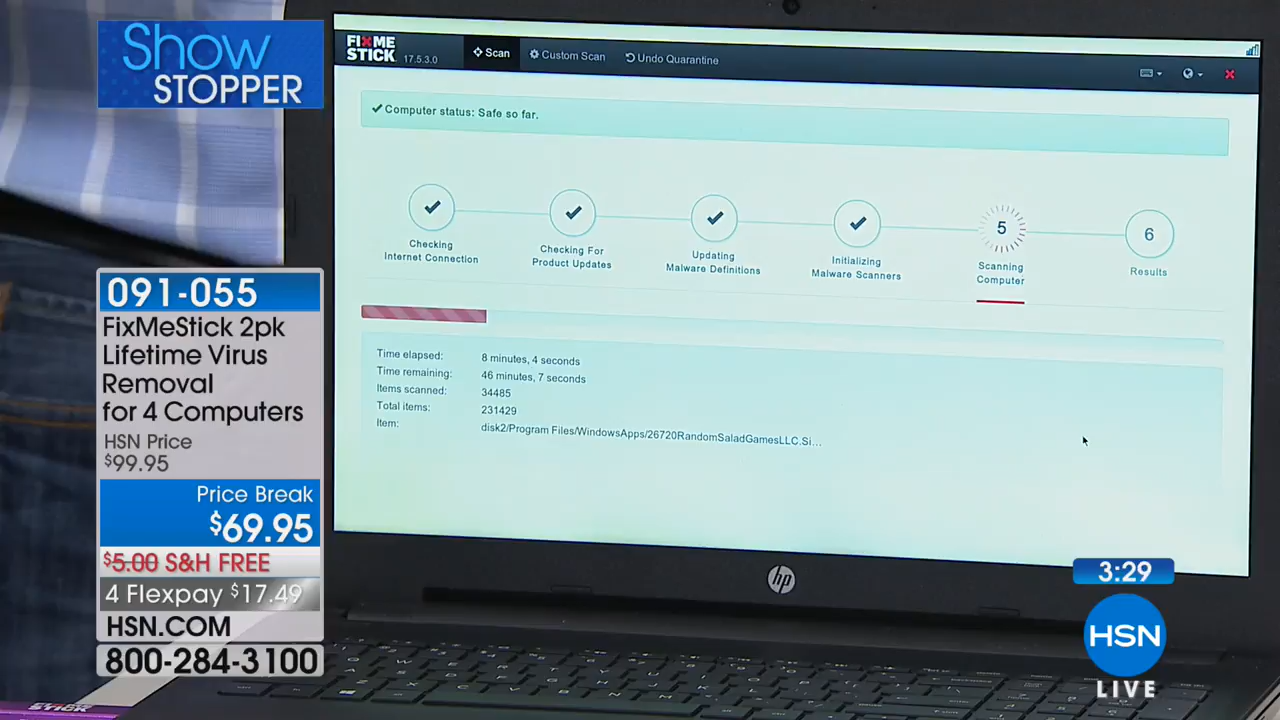 Show
STOPPER
091-055
FixMeStick 2pk
Lifetime Virus
Removal
for 4 Computers
HSN Price
$99.95
Price Break
$69.95
$5.00 S&H FREE
4 Flexpay $17.49
HSN.COM
800-284-3100
FIXME
STICK 17.5.3.0
Scan
Custom Scan
Undo Quarantine
Computer status: Safe so far.
Checking
Internet Connection
Checking For
Product Updates
Updating
Malware Definitions
Initializing
Malware Scanners
5
Scanning
Computer
6
Results
Time elapsed: 8 minutes, 4 seconds
Time remaining: 46 minutes, 7 seconds
Items scanned: 34485
Total items: 231429
Item: disk2/Program Files/WindowsApps/26720RandomSaladGamesLLC.Si...
hp
3:29
HSN
LIVE
STICK